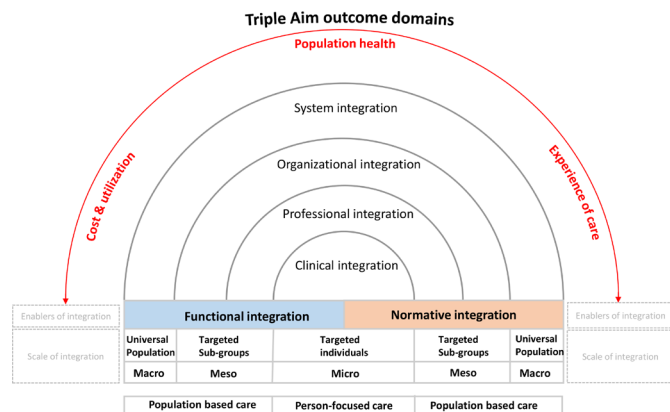 Triple Aim outcome domains
Population health
Cost & utilization
Experience of care
System integration
Organizational integration
Professional integration
Clinical integration
Enablers of integration
Functional integration
Normative integration
Enablers of integration
Scale of integration
Universal
Population
Targeted
Sub-groups
Targeted
individuals
Targeted
Sub-groups
Universal
Population
Scale of integration
Macro
Meso
Micro
Meso
Macro
Population based care
Person-focused care
Population based care